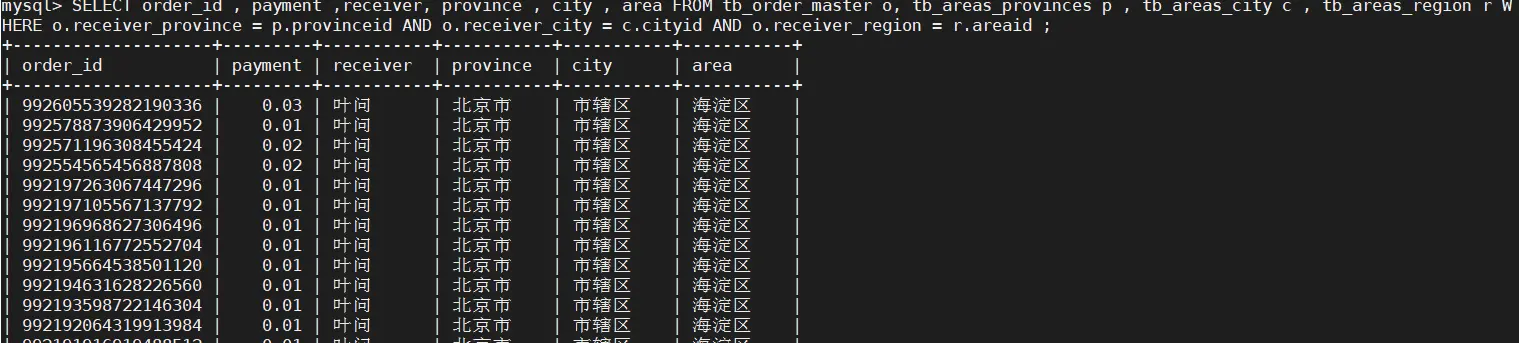 mysql> SELECT order_id , payment ,receiver, province , city , area FROM tb_order_master o, tb_areas_provinces p , tb_areas_city c , tb_areas_region r W
HERE o.receiver_province = p.provinceid AND o.receiver_city = c.cityid AND o.receiver_region = r.areaid ;
+--------------------+---------+-----------+-----------+-----------+-----------+
| order_id           | payment | receiver  | province  | city      | area      |
+--------------------+---------+-----------+-----------+-----------+-----------+
| 992605539282190336 |    0.03 | 叶问      | 北京市    | 市辖区    | 海淀区    |
| 992578873906429952 |    0.01 | 叶问      | 北京市    | 市辖区    | 海淀区    |
| 992571196308455424 |    0.02 | 叶问      | 北京市    | 市辖区    | 海淀区    |
| 992554565456887808 |    0.02 | 叶问      | 北京市    | 市辖区    | 海淀区    |
| 992197263067447296 |    0.01 | 叶问      | 北京市    | 市辖区    | 海淀区    |
| 992197105567137792 |    0.01 | 叶问      | 北京市    | 市辖区    | 海淀区    |
| 992196968627306496 |    0.01 | 叶问      | 北京市    | 市辖区    | 海淀区    |
| 992196116772552704 |    0.01 | 叶问      | 北京市    | 市辖区    | 海淀区    |
| 992195664538501120 |    0.01 | 叶问      | 北京市    | 市辖区    | 海淀区    |
| 992194631628226560 |    0.01 | 叶问      | 北京市    | 市辖区    | 海淀区    |
| 992193598722146304 |    0.01 | 叶问      | 北京市    | 市辖区    | 海淀区    |
| 992192064319913984 |    0.01 | 叶问      | 北京市    | 市辖区    | 海淀区    |